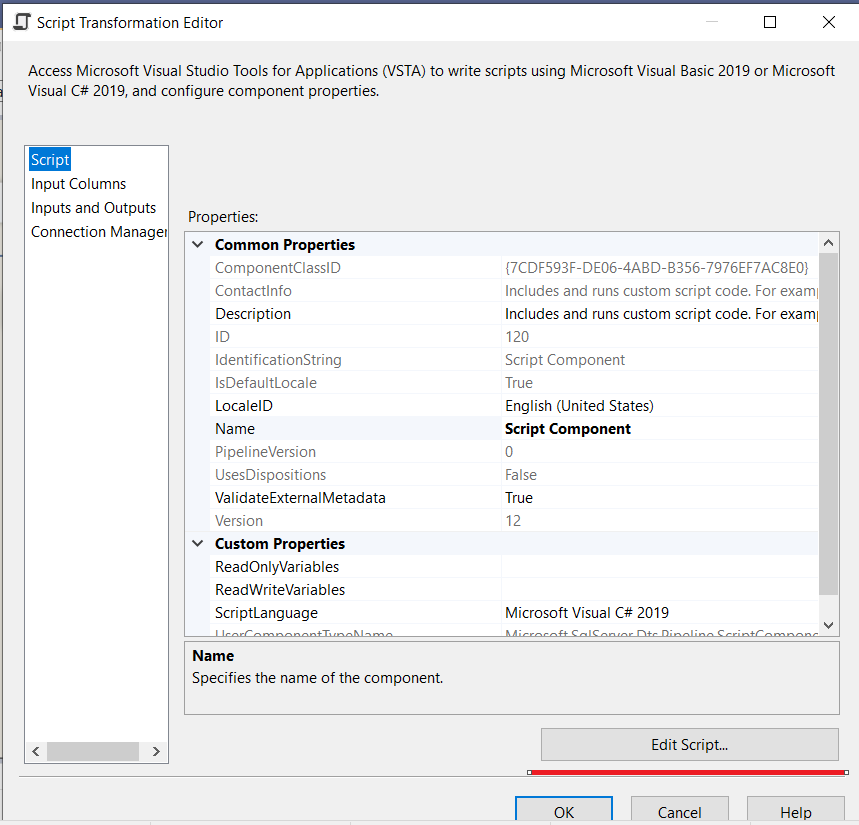 Script Transformation Editor
Access Microsoft Visual Studio Tools for Applications (VSTA) to write scripts using Microsoft Visual Basic 2019 or Microsoft
Visual C# 2019, and configure component properties.
Script
Input Columns
Inputs and Outputs
Connection Manager
Properties:
Common Properties
ComponentClassID {7CDF593F-DE06-4ABD-B356-7976EF7AC8E0}
ContactInfo Includes and runs custom script code. For examp
Description Includes and runs custom script code. For examp
ID 120
IdentificationString Script Component
IsDefaultLocale True
LocaleID English (United States)
Name Script Component
PipelineVersion 0
UsesDispositions False
ValidateExternalMetadata True
Version 12
Custom Properties
ReadOnlyVariables
ReadWriteVariables
ScriptLanguage Microsoft Visual C# 2019
UserComponentTypeName Microsoft.SqlServer.Dts.Pipeline.ScriptCompone
Name
Specifies the name of the component.
Edit Script...
OK Cancel Help